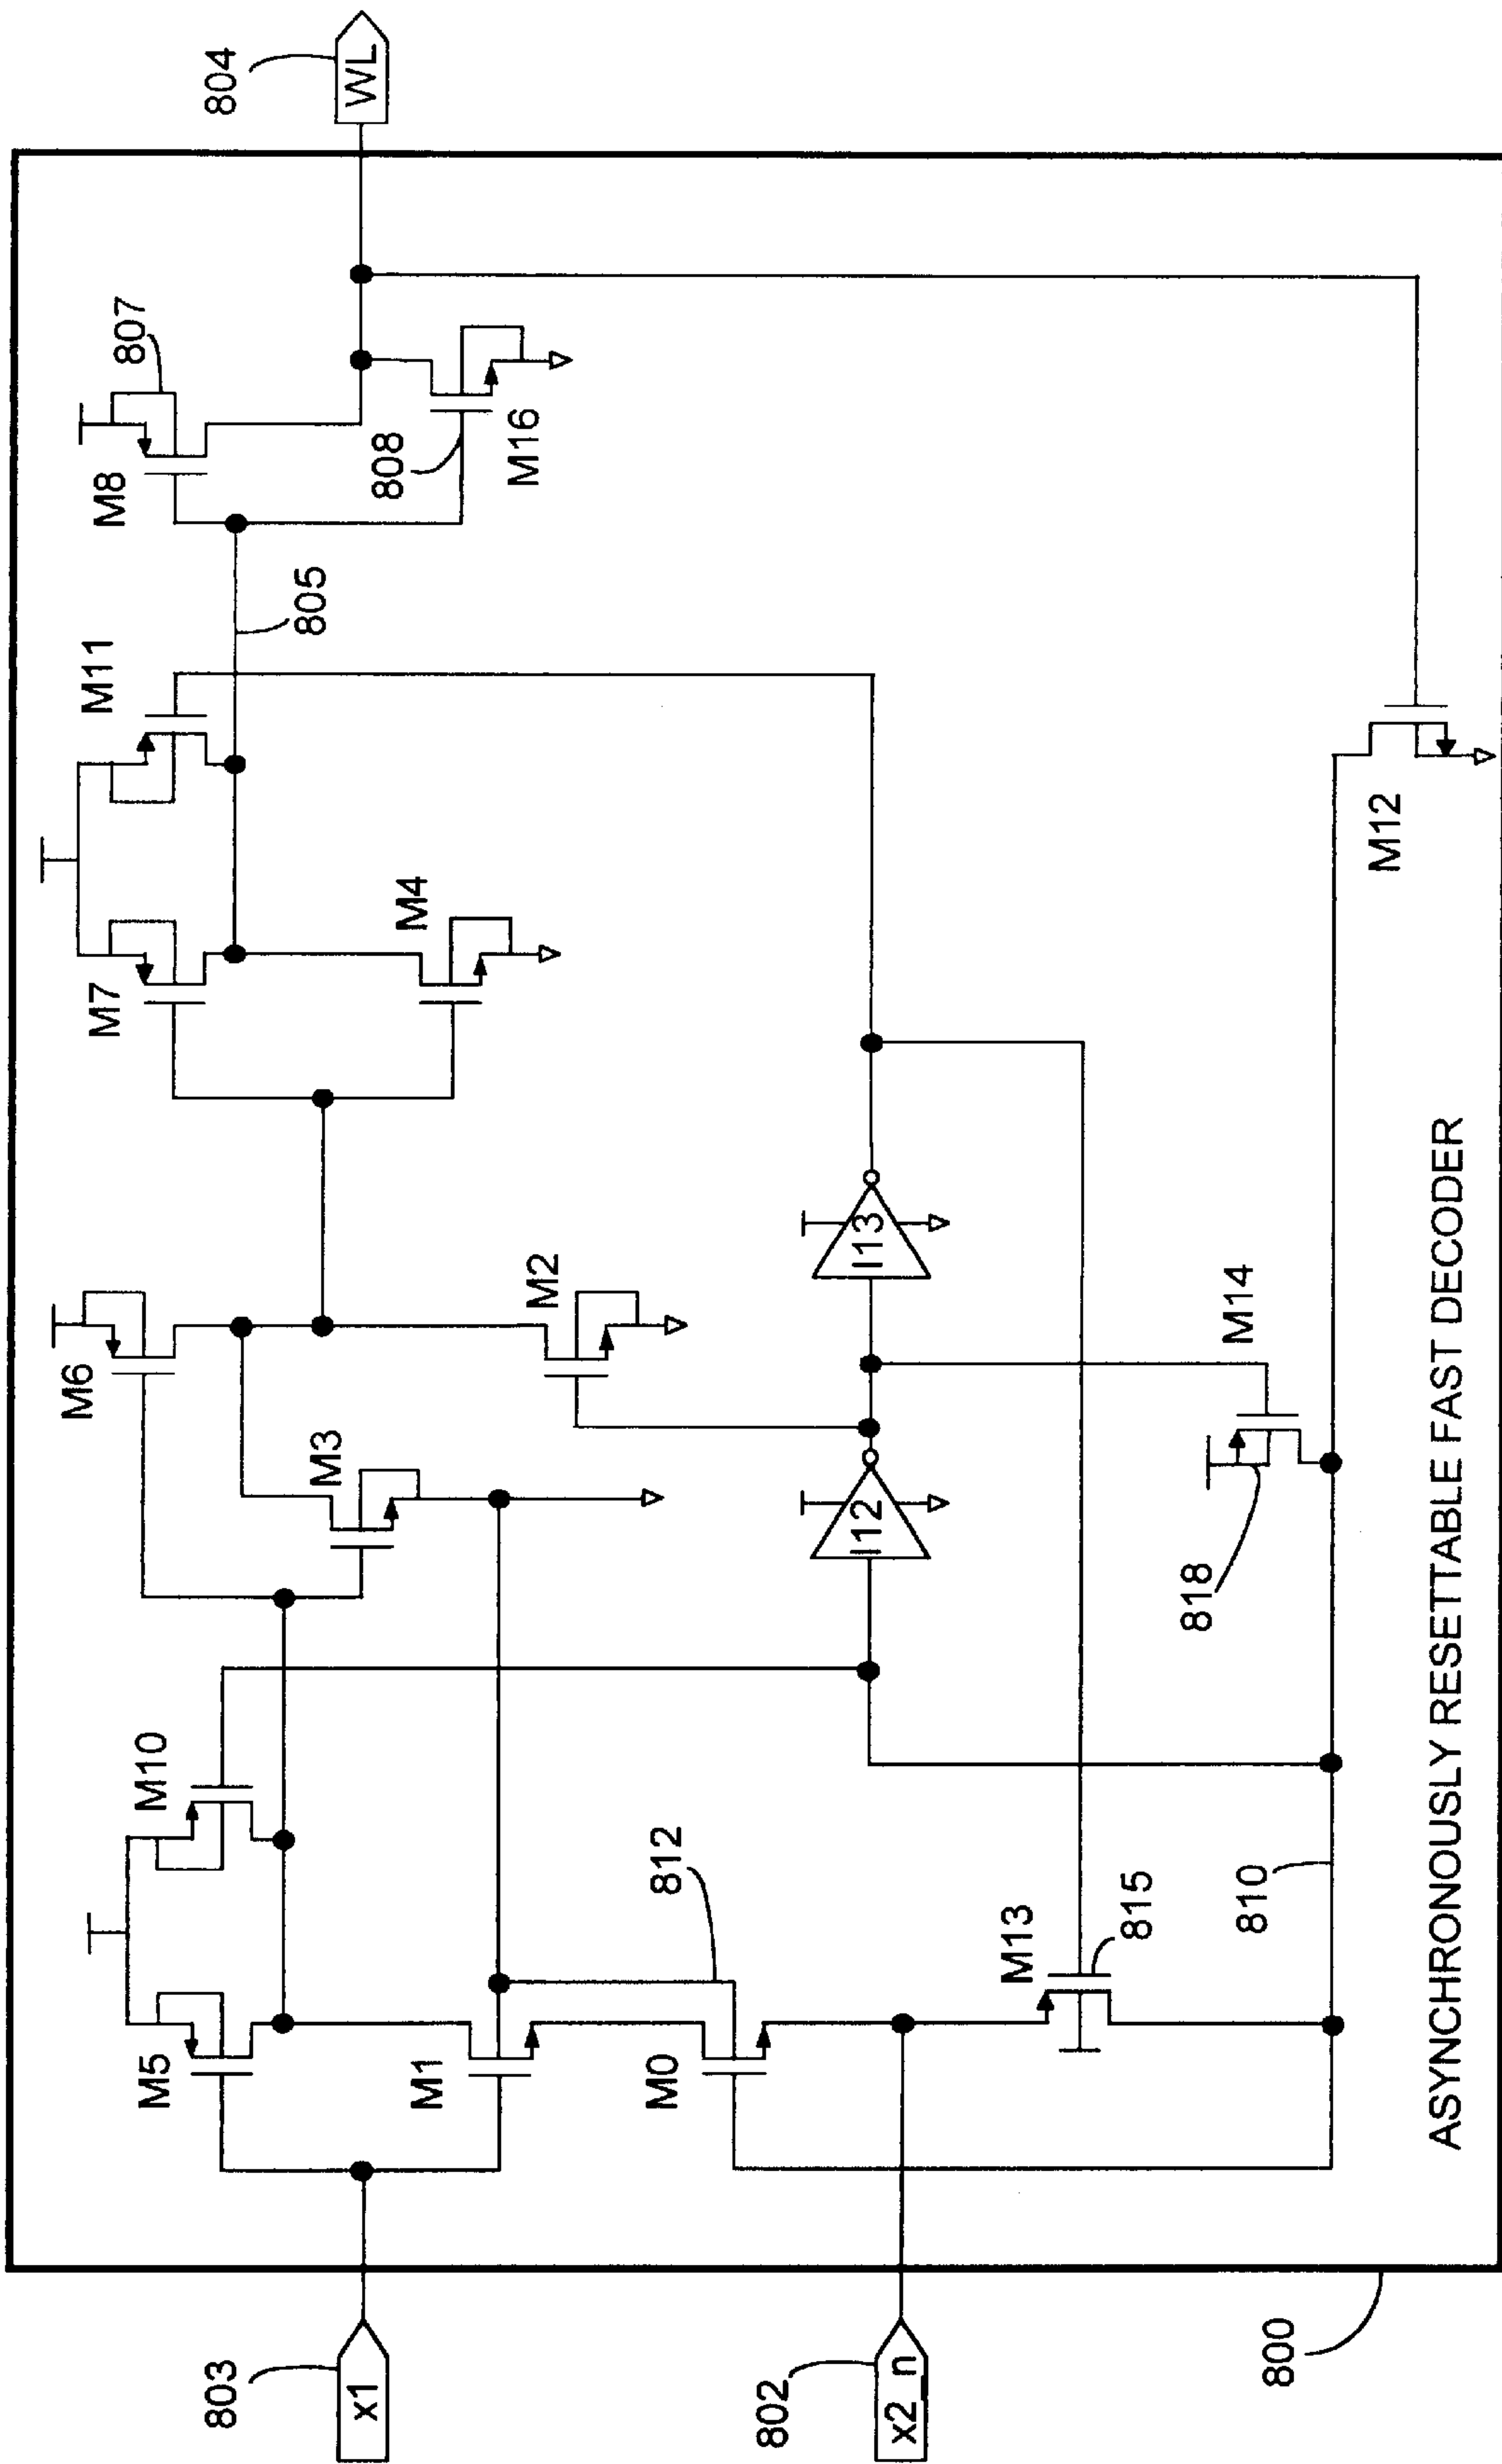 804
WL
807
M8
808
M16
805
M11
M7
M4
M6
M3
M2
M10
M5
M1
812
M0
I12
I13
M14
818
M13
815
810
M12
803
x1
802
x2_n
800
ASYNCHRONOUSLY RESETTABLE FAST DECODER